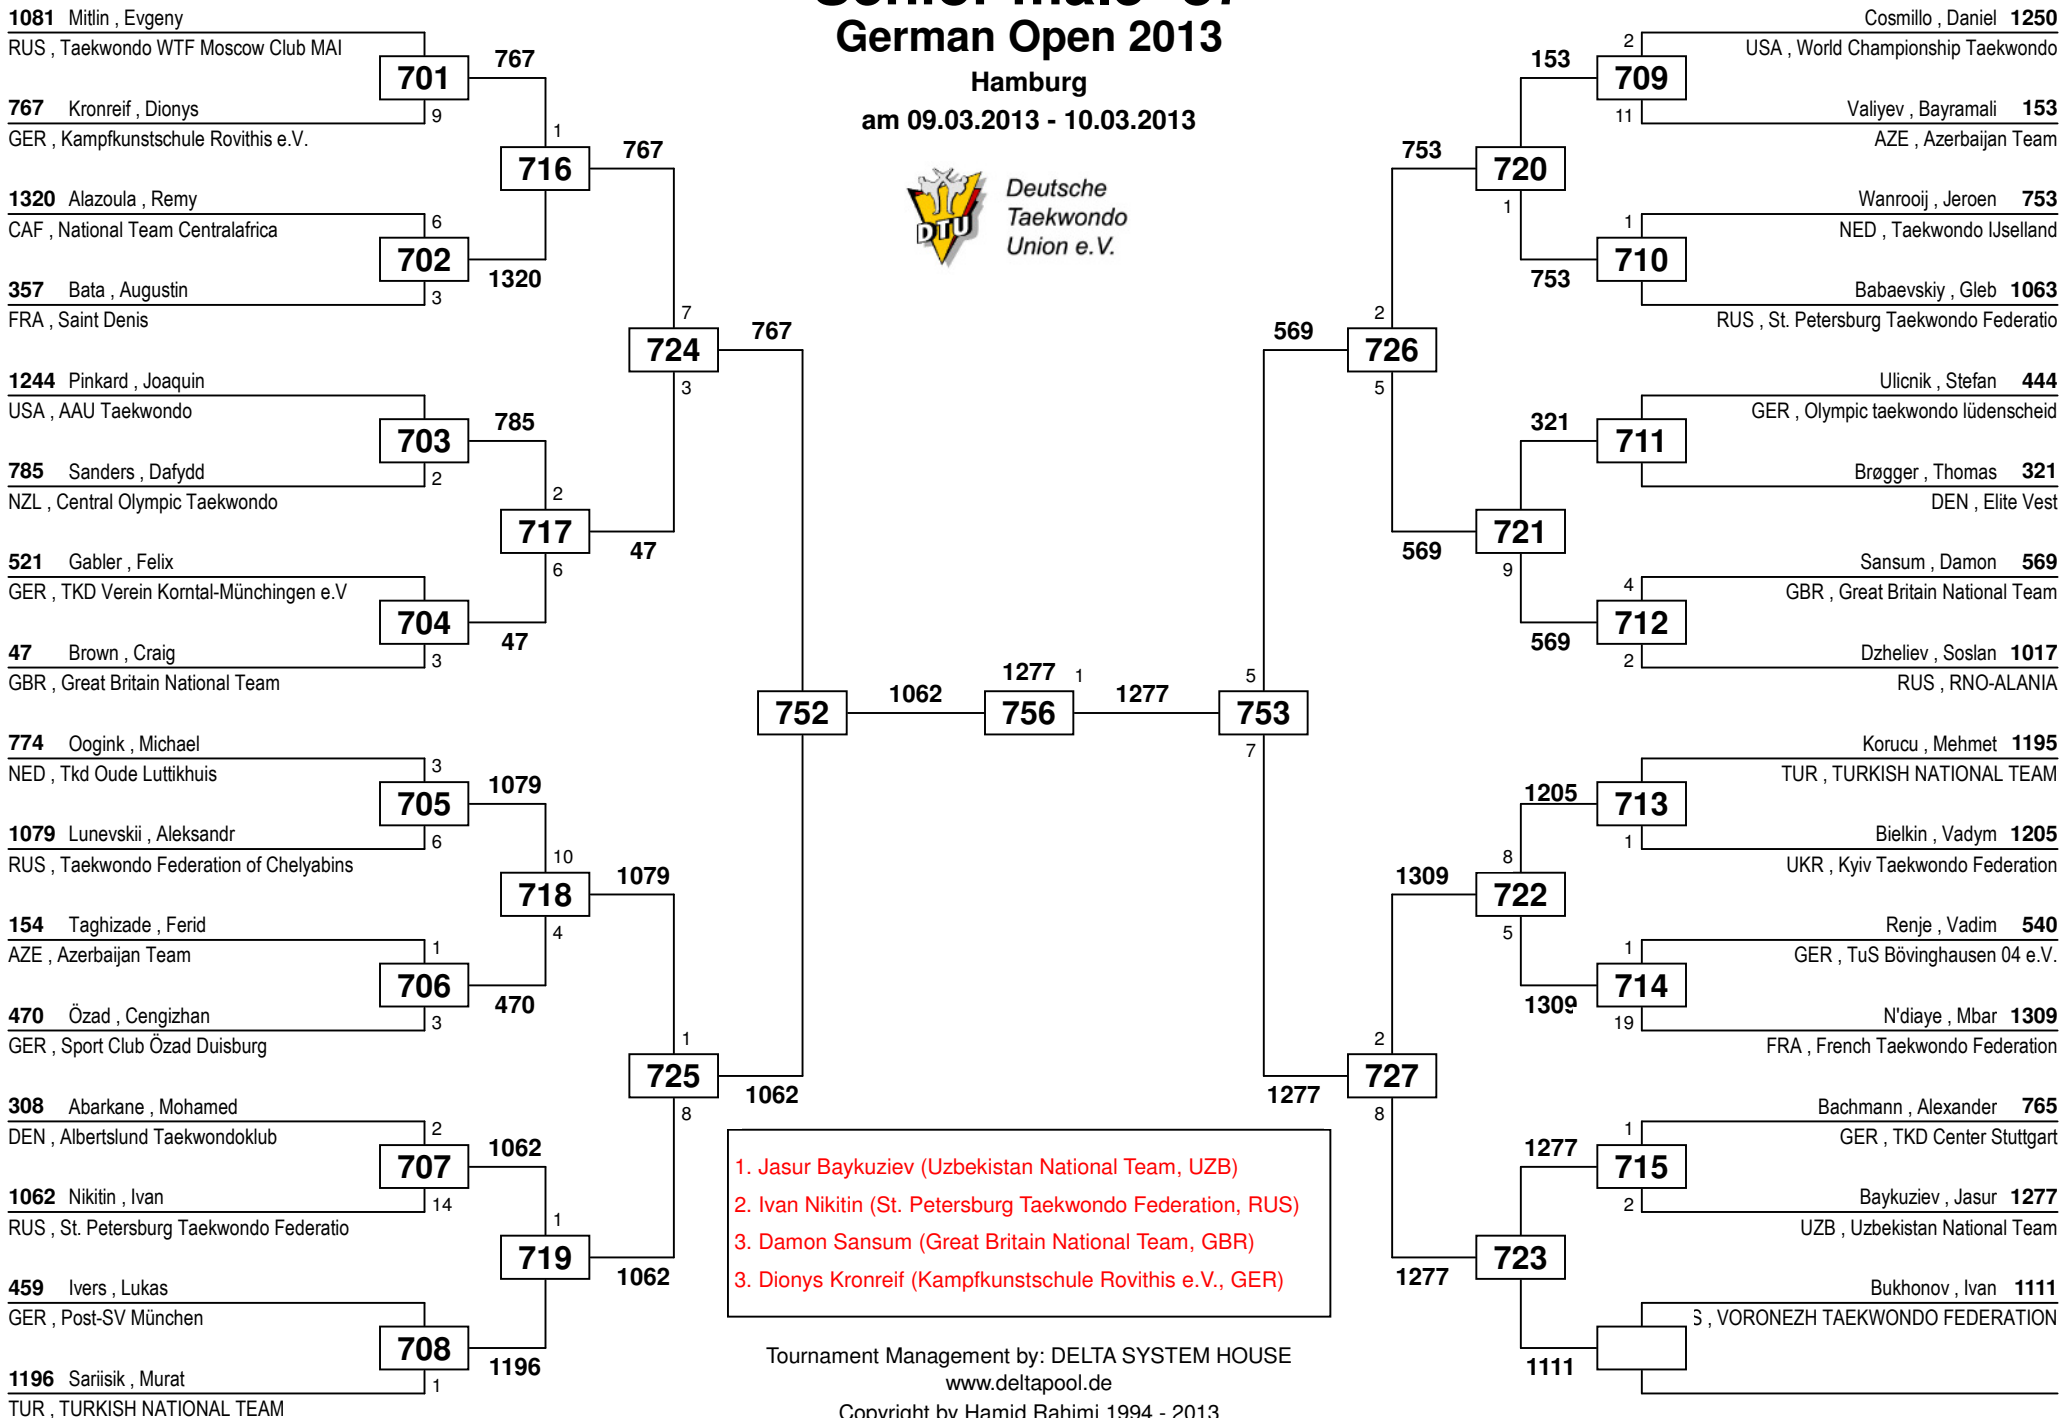 German Open 2013
Hamburg
am 09.03.2013 - 10.03.2013
DTU
Deutsche
Taekwondo
Union e.V.
1081 Mitlin , Evgeny
RUS , Taekwondo WTF Moscow Club MAI
701
767
767 Kronreif , Dionys
9
GER , Kampfkunstschule Rovithis e.V.
1
716
767
1320 Alazoula , Remy
6
CAF , National Team Centralafrica
702
1320
357 Bata , Augustin
3
FRA , Saint Denis
7
724
767
3
1244 Pinkard , Joaquin
USA , AAU Taekwondo
703
785
785 Sanders , Dafydd
2
NZL , Central Olympic Taekwondo
2
717
47
6
521 Gabler , Felix
GER , TKD Verein Korntal-Münchingen e.V
704
47
47 Brown , Craig
3
GBR , Great Britain National Team
752
1062
774 Oogink , Michael
3
NED , Tkd Oude Luttikhuis
705
1079
1079 Lunevskii , Aleksandr
6
RUS , Taekwondo Federation of Chelyabins
10
718
1079
4
154 Taghizade , Ferid
1
AZE , Azerbaijan Team
706
470
470 Özad , Cengizhan
3
GER , Sport Club Özad Duisburg
1
725
1062
8
308 Abarkane , Mohamed
2
DEN , Albertslund Taekwondoklub
707
1062
1062 Nikitin , Ivan
14
RUS , St. Petersburg Taekwondo Federatio
1
719
1062
459 Ivers , Lukas
GER , Post-SV München
708
1196
1196 Sariisik , Murat
1
TUR , TURKISH NATIONAL TEAM
1277 1
756
1277
5
753
7
Cosmillo , Daniel 1250
2
USA , World Championship Taekwondo
153
709
Valiyev , Bayramali 153
11
AZE , Azerbaijan Team
753
720
1
Wanrooij , Jeroen 753
1
NED , Taekwondo IJselland
710
753
Babaevskiy , Gleb 1063
RUS , St. Petersburg Taekwondo Federatio
569
2
726
5
Ulicnik , Stefan 444
GER , Olympic taekwondo lüdenscheid
321
711
Brøgger , Thomas 321
DEN , Elite Vest
721
569
9
Sansum , Damon 569
4
GBR , Great Britain National Team
712
569
Dzheliev , Soslan 1017
2
RUS , RNO-ALANIA
Korucu , Mehmet 1195
TUR , TURKISH NATIONAL TEAM
1205
713
Bielkin , Vadym 1205
1
UKR , Kyiv Taekwondo Federation
8
1309
722
5
Renje , Vadim 540
1
GER , TuS Bövinghausen 04 e.V.
714
1309
N'diaye , Mbar 1309
19
FRA , French Taekwondo Federation
2
727
1277
8
Bachmann , Alexander 765
1
GER , TKD Center Stuttgart
1277
715
Baykuziev , Jasur 1277
2
UZB , Uzbekistan National Team
723
1277
Bukhonov , Ivan 1111
S , VORONEZH TAEKWONDO FEDERATION
1111
1. Jasur Baykuziev (Uzbekistan National Team, UZB)
2. Ivan Nikitin (St. Petersburg Taekwondo Federation, RUS)
3. Damon Sansum (Great Britain National Team, GBR)
3. Dionys Kronreif (Kampfkunstschule Rovithis e.V., GER)
Tournament Management by: DELTA SYSTEM HOUSE
www.deltapool.de
Copyright by Hamid Rahimi 1994 - 2013